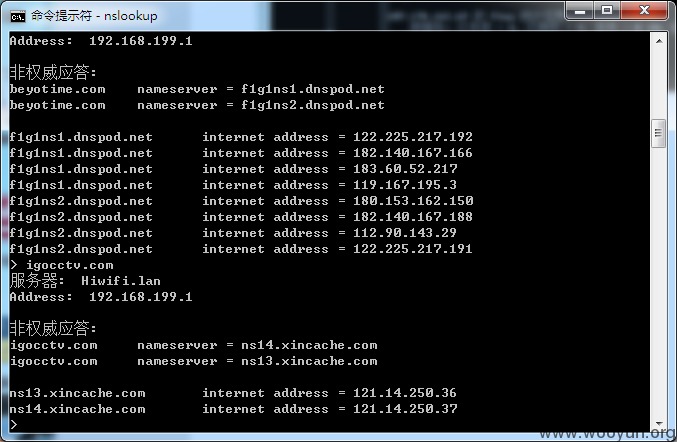 命令提示符 - nslookup
Address:  192.168.199.1
非权威应答:
beyotime.com    nameserver = f1g1ns1.dnspod.net
beyotime.com    nameserver = f1g1ns2.dnspod.net
f1g1ns1.dnspod.net      internet address = 122.225.217.192
f1g1ns1.dnspod.net      internet address = 182.140.167.166
f1g1ns1.dnspod.net      internet address = 183.60.52.217
f1g1ns1.dnspod.net      internet address = 119.167.195.3
f1g1ns2.dnspod.net      internet address = 180.153.162.150
f1g1ns2.dnspod.net      internet address = 182.140.167.188
f1g1ns2.dnspod.net      internet address = 112.90.143.29
f1g1ns2.dnspod.net      internet address = 122.225.217.191
> igocctv.com
服务器:  Hiwifi.lan
Address:  192.168.199.1
非权威应答:
igocctv.com     nameserver = ns14.xincache.com
igocctv.com     nameserver = ns13.xincache.com
ns13.xincache.com       internet address = 121.14.250.36
ns14.xincache.com       internet address = 121.14.250.37
>
www.wooyun.org